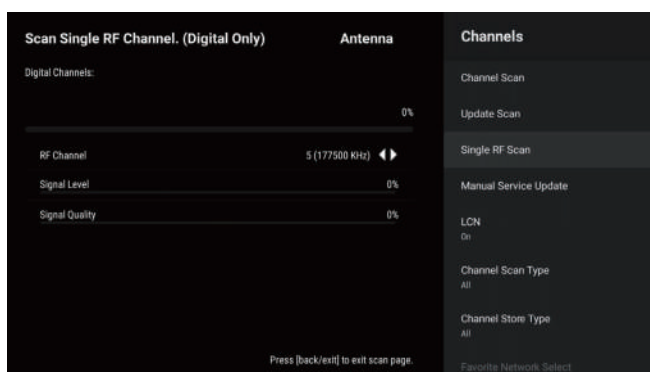 Scan Single RF Channel. (Digital Only) Antenna
Digital Channels:
0%
RF Channel 5 (177500 KHz)
Signal Level 0%
Signal Quality 0%
Press [back/exit] to exit scan page.
Channels
Channel Scan
Update Scan
Single RF Scan
Manual Service Update
LCN
On
Channel Scan Type
All
Channel Store Type
All
Favorite Network Select